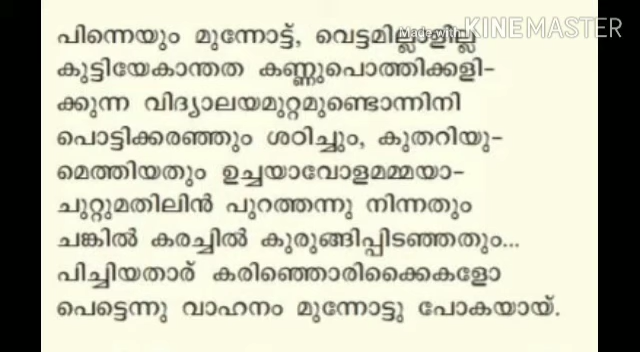 Made with KINEMASTER
പിന്നെയും മുന്നോട്ട്, വെട്ടമില്ലാളില്ല
കുട്ടിയേകാന്തത കണ്ണുപൊത്തിക്കളി-
ക്കുന്ന വിദ്യാലയമുറ്റമുണ്ടൊന്നിനി
പൊട്ടിക്കരഞ്ഞും ശഠിച്ചും, കുതറിയു-
മെത്തിയതും ഉച്ചയാവോളമമ്മയാ-
ചുറ്റുമതിലിൻ പുറത്തന്നു നിന്നതും
ചങ്കിൽ കരച്ചിൽ കുരുങ്ങിപ്പിടഞ്ഞതും...
പിച്ചിയതാര് കരിഞ്ഞൊരിക്കൈകളോ
പെട്ടെന്നു വാഹനം മുന്നോട്ടു പോകയായ്.